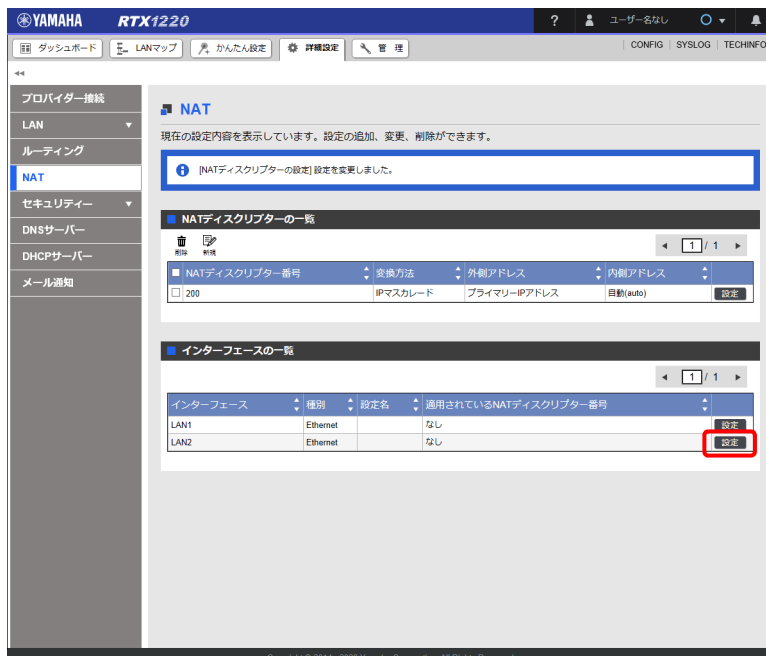 YAMAHA RTX1220 ? ユーザー名なし
ダッシュボード LANマップ かんたん設定 詳細設定 管 理 CONFIG SYSLOG TECHINFO
プロバイダー接続
LAN
ルーティング
NAT
セキュリティー
DNSサーバー
DHCPサーバー
メール通知
NAT
現在の設定内容を表示しています。設定の追加、変更、削除ができます。
[NATディスクリプターの設定] 設定を変更しました。
NATディスクリプターの一覧
削除 新規 1 / 1
NATディスクリプター番号 変換方法 外側アドレス 内側アドレス
200 IPマスカレード プライマリーIPアドレス 自動(auto) 設定
インターフェースの一覧
1 / 1
インターフェース 種別 設定名 適用されているNATディスクリプター番号
LAN1 Ethernet なし 設定
LAN2 Ethernet なし 設定